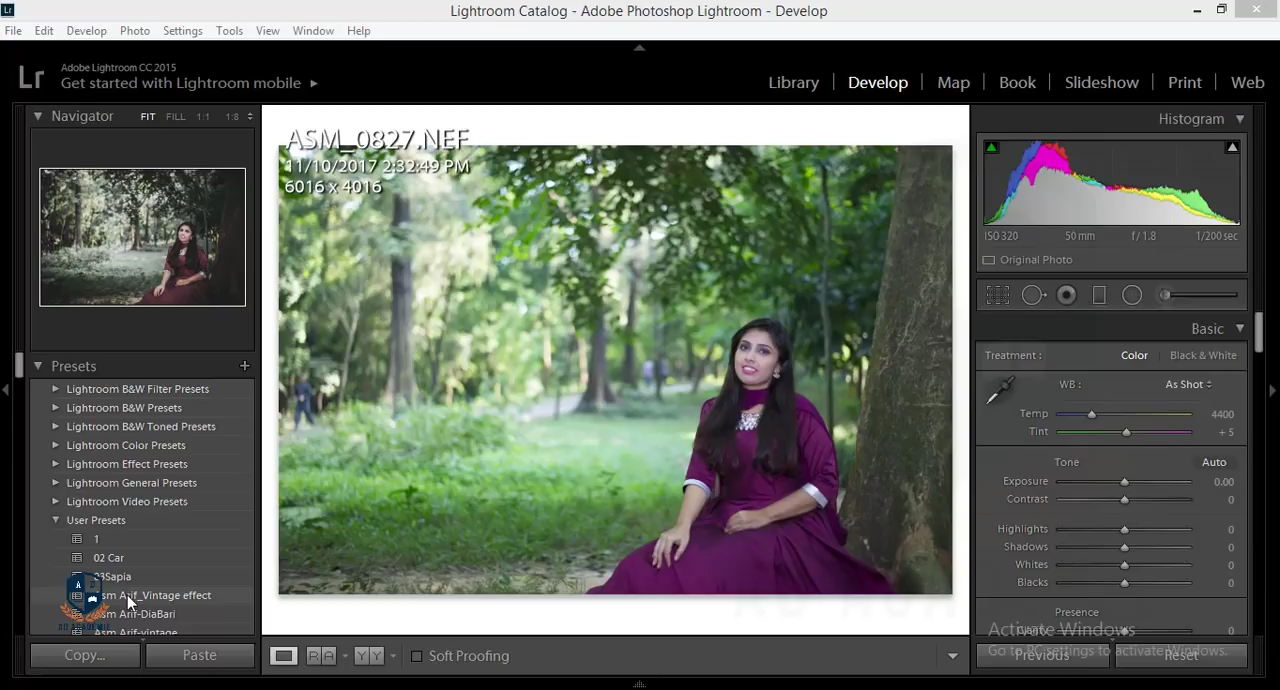 Lr
Lightroom Catalog - Adobe Photoshop Lightroom - Develop
File Edit Develop Photo Settings Tools View Window Help
Lr
Adobe Lightroom CC 2015
Get started with Lightroom mobile
Library Develop Map Book Slideshow Print Web
Navigator FIT FILL 1:1 1:8
ASM_0827.NEF
11/10/2017 2:32:49 PM
6016 x 4016
Presets
Lightroom B&W Filter Presets
Lightroom B&W Presets
Lightroom B&W Toned Presets
Lightroom Color Presets
Lightroom Effect Presets
Lightroom General Presets
Lightroom Video Presets
User Presets
1
02 Car
Sapia
Asm Arif_Vintage effect
Asm Arif-DiaBari
Asm Arif-vintage
Copy... Paste
R A Y Y Soft Proofing
Histogram
ISO 320 50 mm f / 1.8 1/200 sec
Original Photo
Basic
Treatment : Color Black & White
WB : As Shot
Temp 4400
Tint + 5
Tone Auto
Exposure 0.00
Contrast 0
Highlights 0
Shadows 0
Whites 0
Blacks 0
Presence
Clarity 0
Activate Windows
Go to PC settings to activate Windows.
Previous Reset